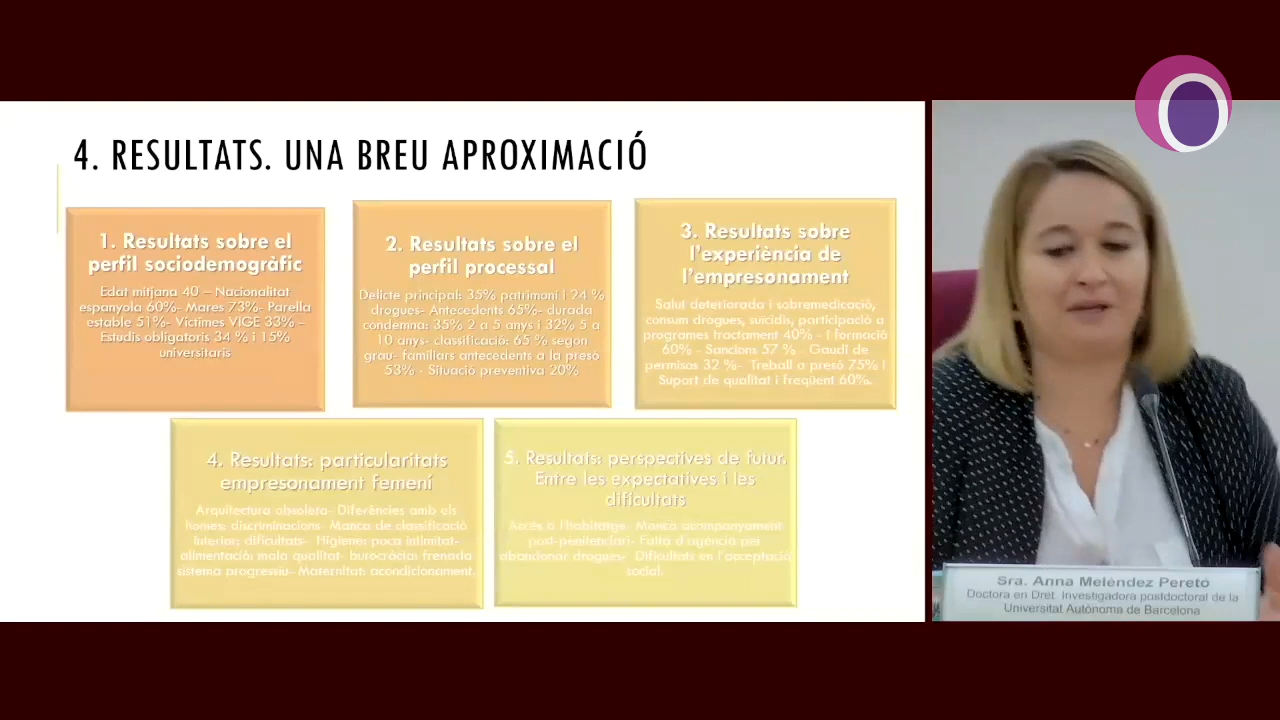 4. RESULTATS. UNA BREU APROXIMACIÓ
1. Resultats sobre el
perfil sociodemogràfic
Edat mitjana 40 – Nacionalitat
espanyola 60%- Mares 73%- Parella
estable 51%- Víctimes VIGE 33% -
Estudis obligatoris 34 % i 15%
universitaris
2. Resultats sobre el
perfil processal
Delicte principal: 35% patrimoni i 24 %
drogues- Antecedents 65%- durada
condemna: 35% 2 a 5 anys i 32% 5 a
10 anys- classificació: 65 % segon
grau- familiars antecedents a la presó
53% - Situació preventiva 20%
3. Resultats sobre
l'experiència de
l'empresonament
Salut deteriorada i sobremedicació,
consum drogues, suïcidis, participació a
programes tractament 40% - i formació
60% - Sancions 57 % - Gaudi de
permisos 32 %- Treball a presó 75% i
Suport de qualitat i freqüent 60%.
4. Resultats: particularitats
empresonament femení
Arquitectura obsoleta- Diferències amb els
homes: discriminacions- Manca de classificació
interior: dificultats- Higiene: poca intimitat-
alimentació: mala qualitat- burocràcia: frenada
sistema progressiu- Maternitat: acondicionament.
5. Resultats: perspectives de futur.
Entre les expectatives i les
dificultats
Accés a l'habitatge- Manca acompanyament
post-penitenciari- Falta d'agència per
abandonar drogues- Dificultats en l'acceptació
social.
Sra. Anna Meléndez Peretó
Doctora en Dret. Investigadora postdoctoral de la
Universitat Autònoma de Barcelona